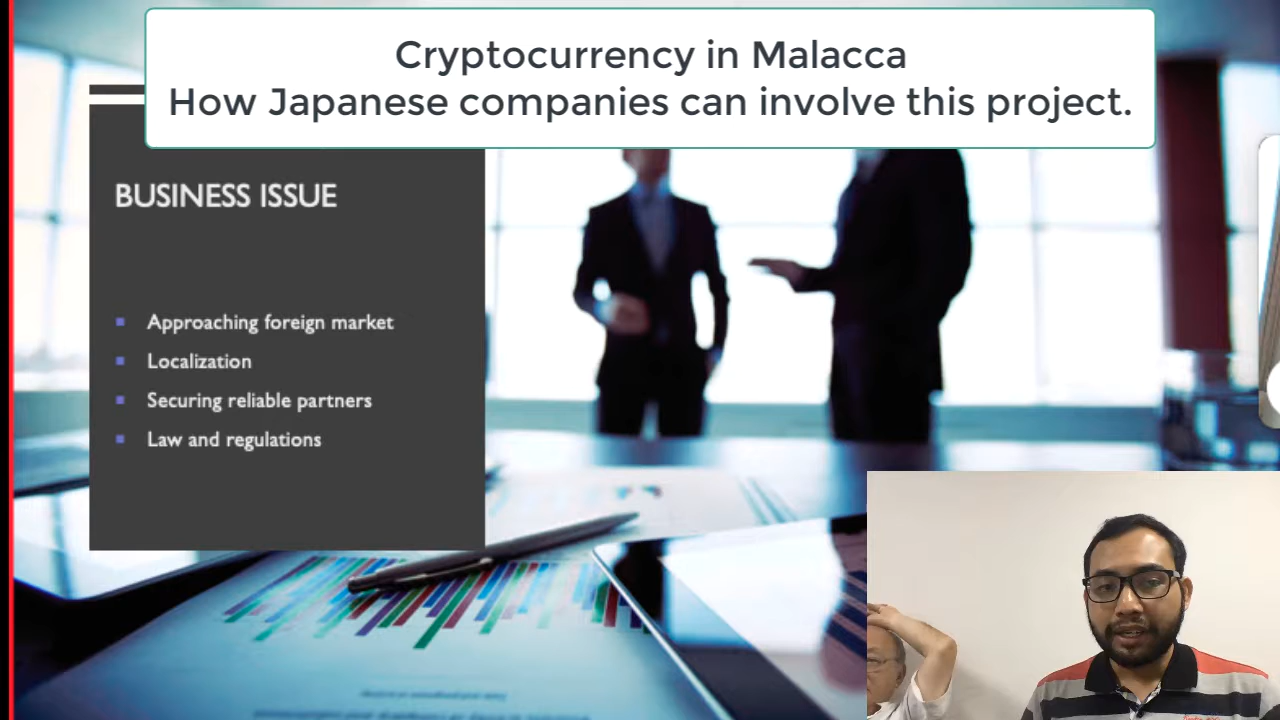 Cryptocurrency in Malacca
How Japanese companies can involve this project.
BUSINESS ISSUE
Approaching foreign market
Localization
Securing reliable partners
Law and regulations